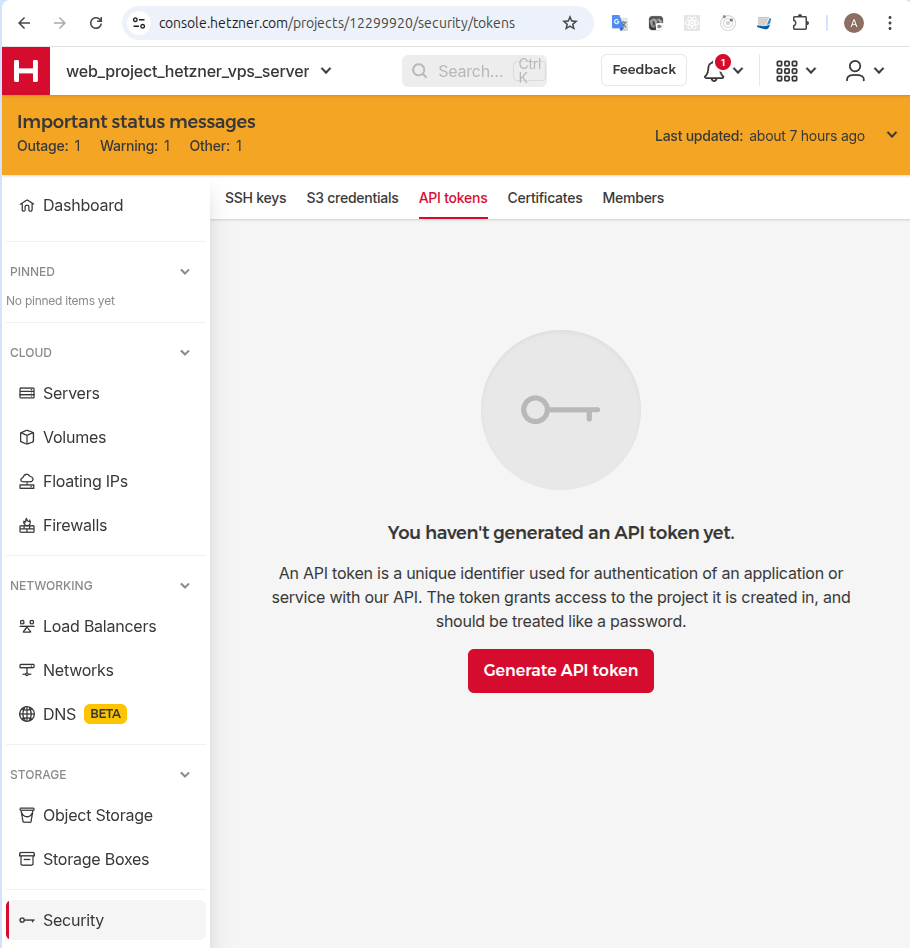 console.hetzner.com/projects/12299920/security/tokens
A
H
web_project_hetzner_vps_server
Search...
Ctrl
K
Feedback
1
Important status messages
Outage: 1 Warning: 1 Other: 1
Last updated: about 7 hours ago
Dashboard
PINNED
No pinned items yet
CLOUD
Servers
Volumes
Floating IPs
Firewalls
NETWORKING
Load Balancers
Networks
DNS BETA
STORAGE
Object Storage
Storage Boxes
Security
SSH keys S3 credentials API tokens Certificates Members
You haven't generated an API token yet.
An API token is a unique identifier used for authentication of an application or
service with our API. The token grants access to the project it is created in, and
should be treated like a password.
Generate API token